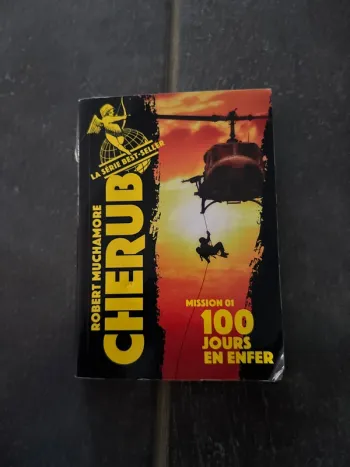 ROBERT MUCHAMORE
CHERUB
LA SÉRIE BEST-SELLER
MISSION 01
100
JOURS
EN ENFER